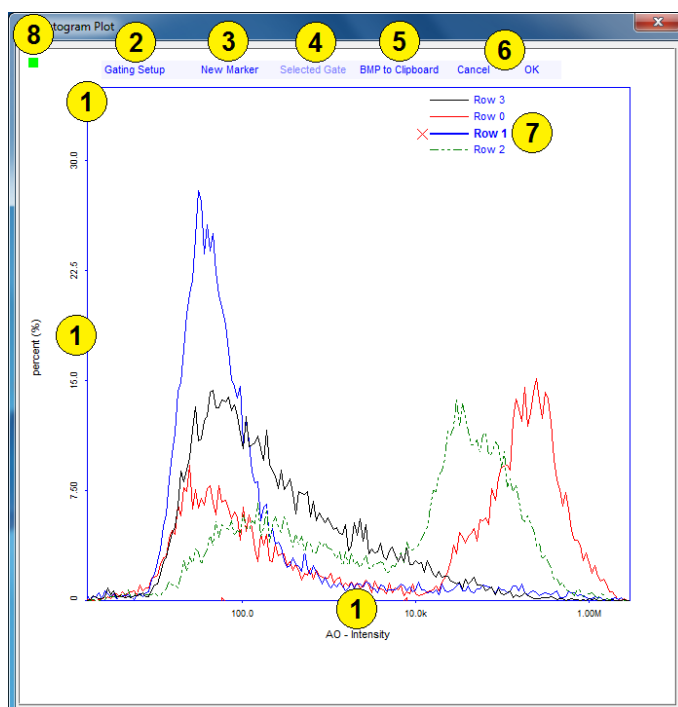 8
togram Plot
x
2
3
4
5
6
Gating Setup
New Marker
Selected Gate
BMP to Clipboard
Cancel
OK
1
Row 3
Row 0
Row 1
7
Row 2
30.0
22.5
1
percent (%)
15.0
7.50
0
100.0
10.0k
1.00M
1
AO - Intensity